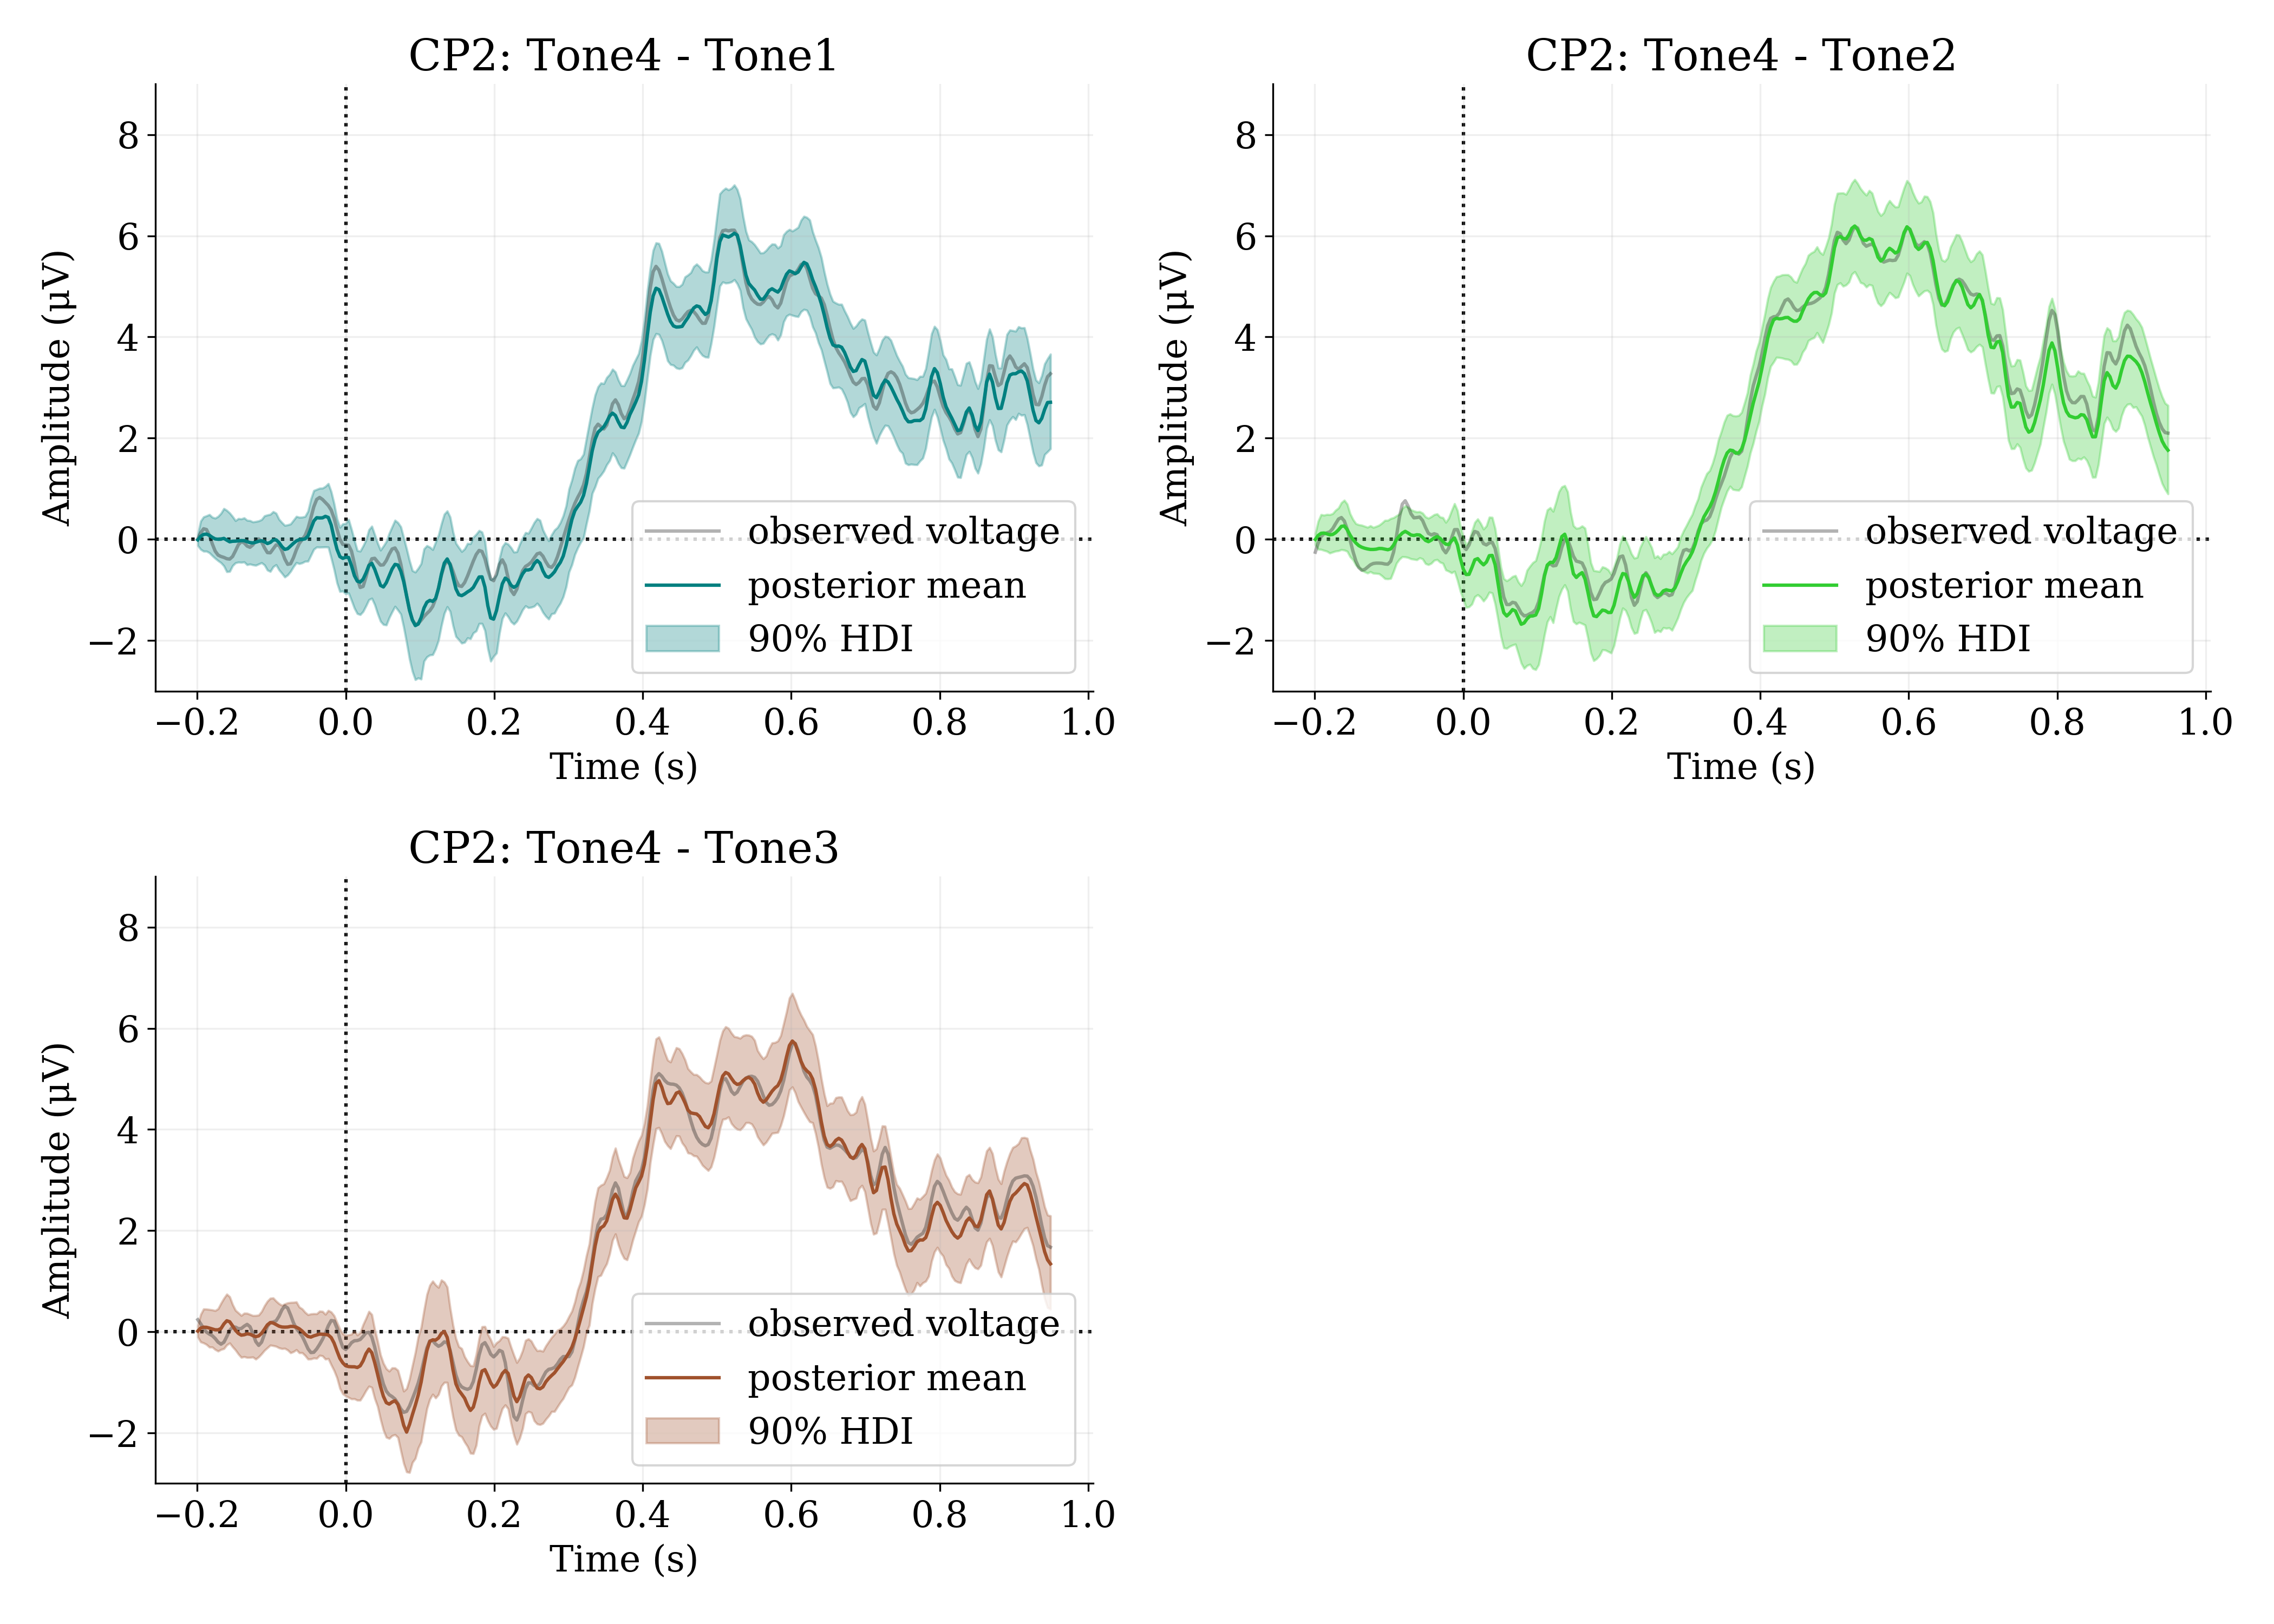 CP2: Tone4 - Tone1
Amplitude (μV)
8
6
4
2
0
−2
observed voltage
posterior mean
90% HDI
−0.2 0.0 0.2 0.4 0.6 0.8 1.0
Time (s)
CP2: Tone4 - Tone2
Amplitude (μV)
8
6
4
2
0
−2
observed voltage
posterior mean
90% HDI
−0.2 0.0 0.2 0.4 0.6 0.8 1.0
Time (s)
CP2: Tone4 - Tone3
Amplitude (μV)
8
6
4
2
0
−2
observed voltage
posterior mean
90% HDI
−0.2 0.0 0.2 0.4 0.6 0.8 1.0
Time (s)